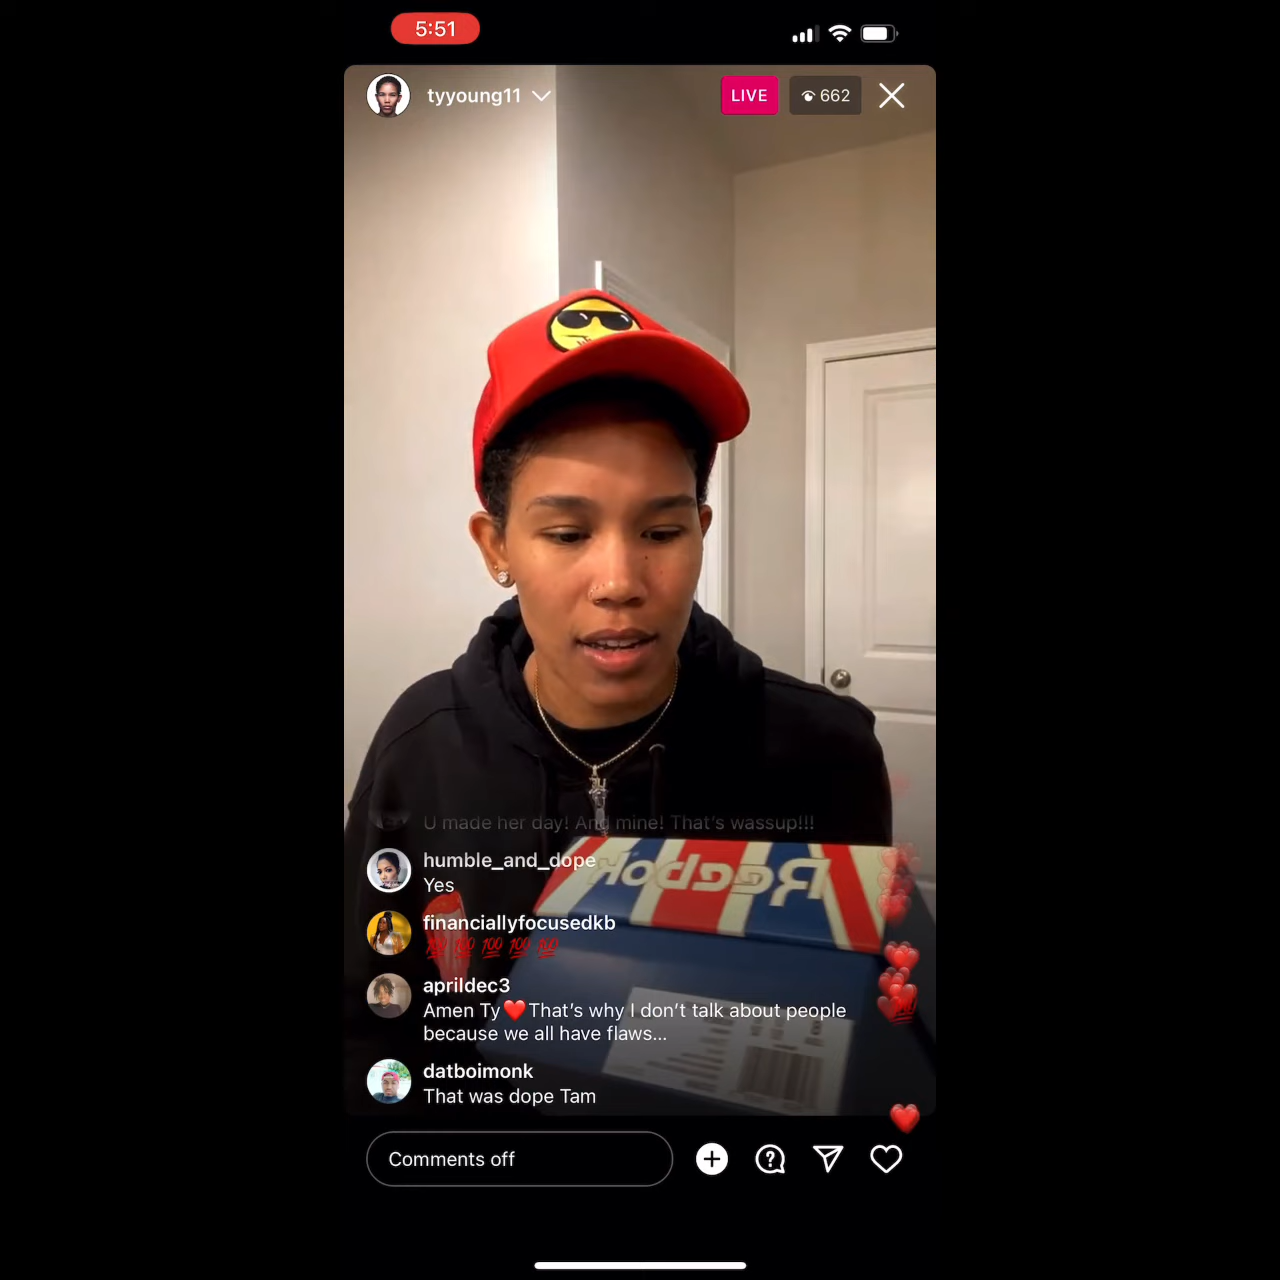 5:51
tyyoung11
LIVE
662
U made her day! And mine! That's wassup!!!
humble_and_dope
Yes
Reebok
financiallyfocusedkb
💯 💯 💯 💯 💯
aprildec3
Amen Ty❤️That's why I don't talk about people
because we all have flaws...
datboimonk
That was dope Tam
Comments off